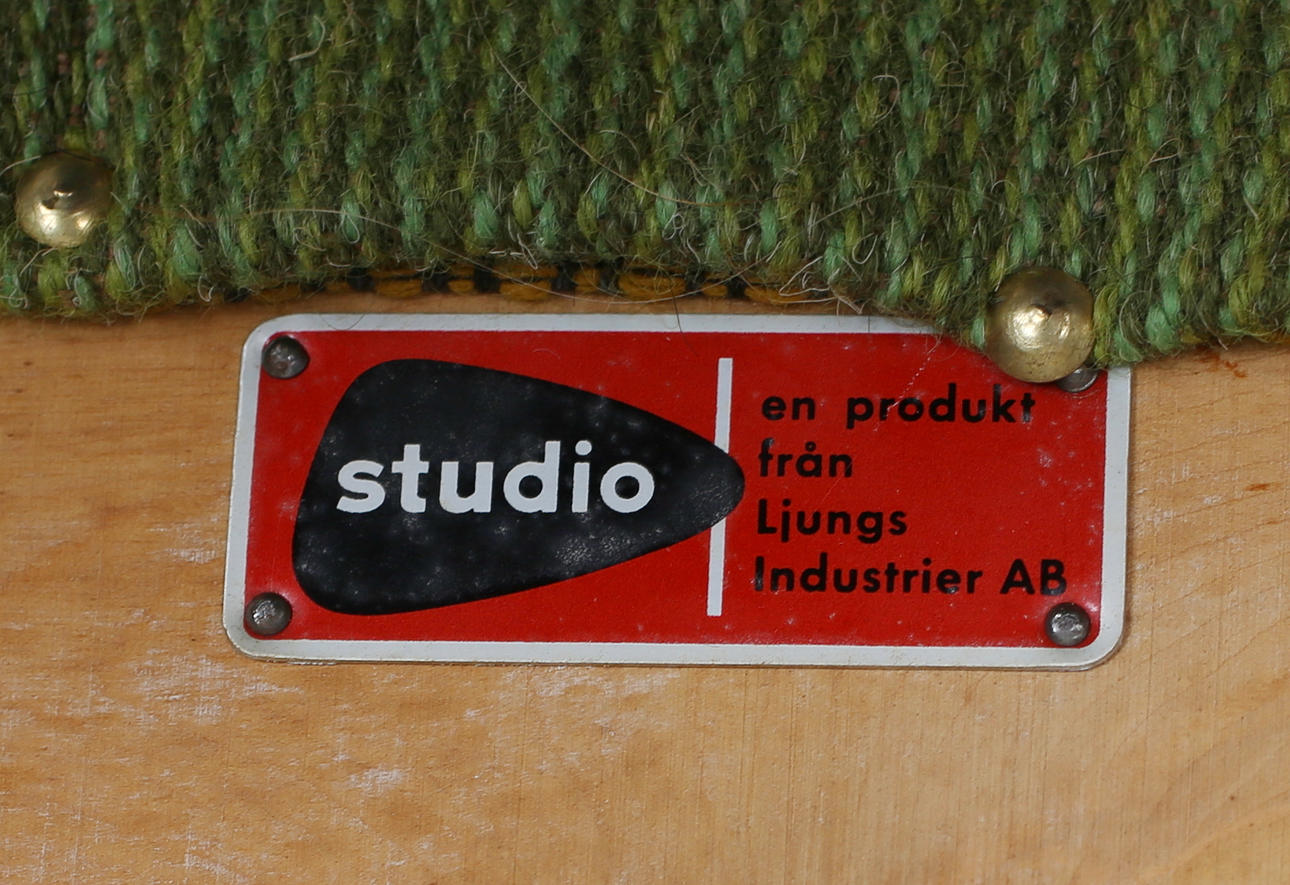 studio
en produkt
från
Ljungs
Industrier AB